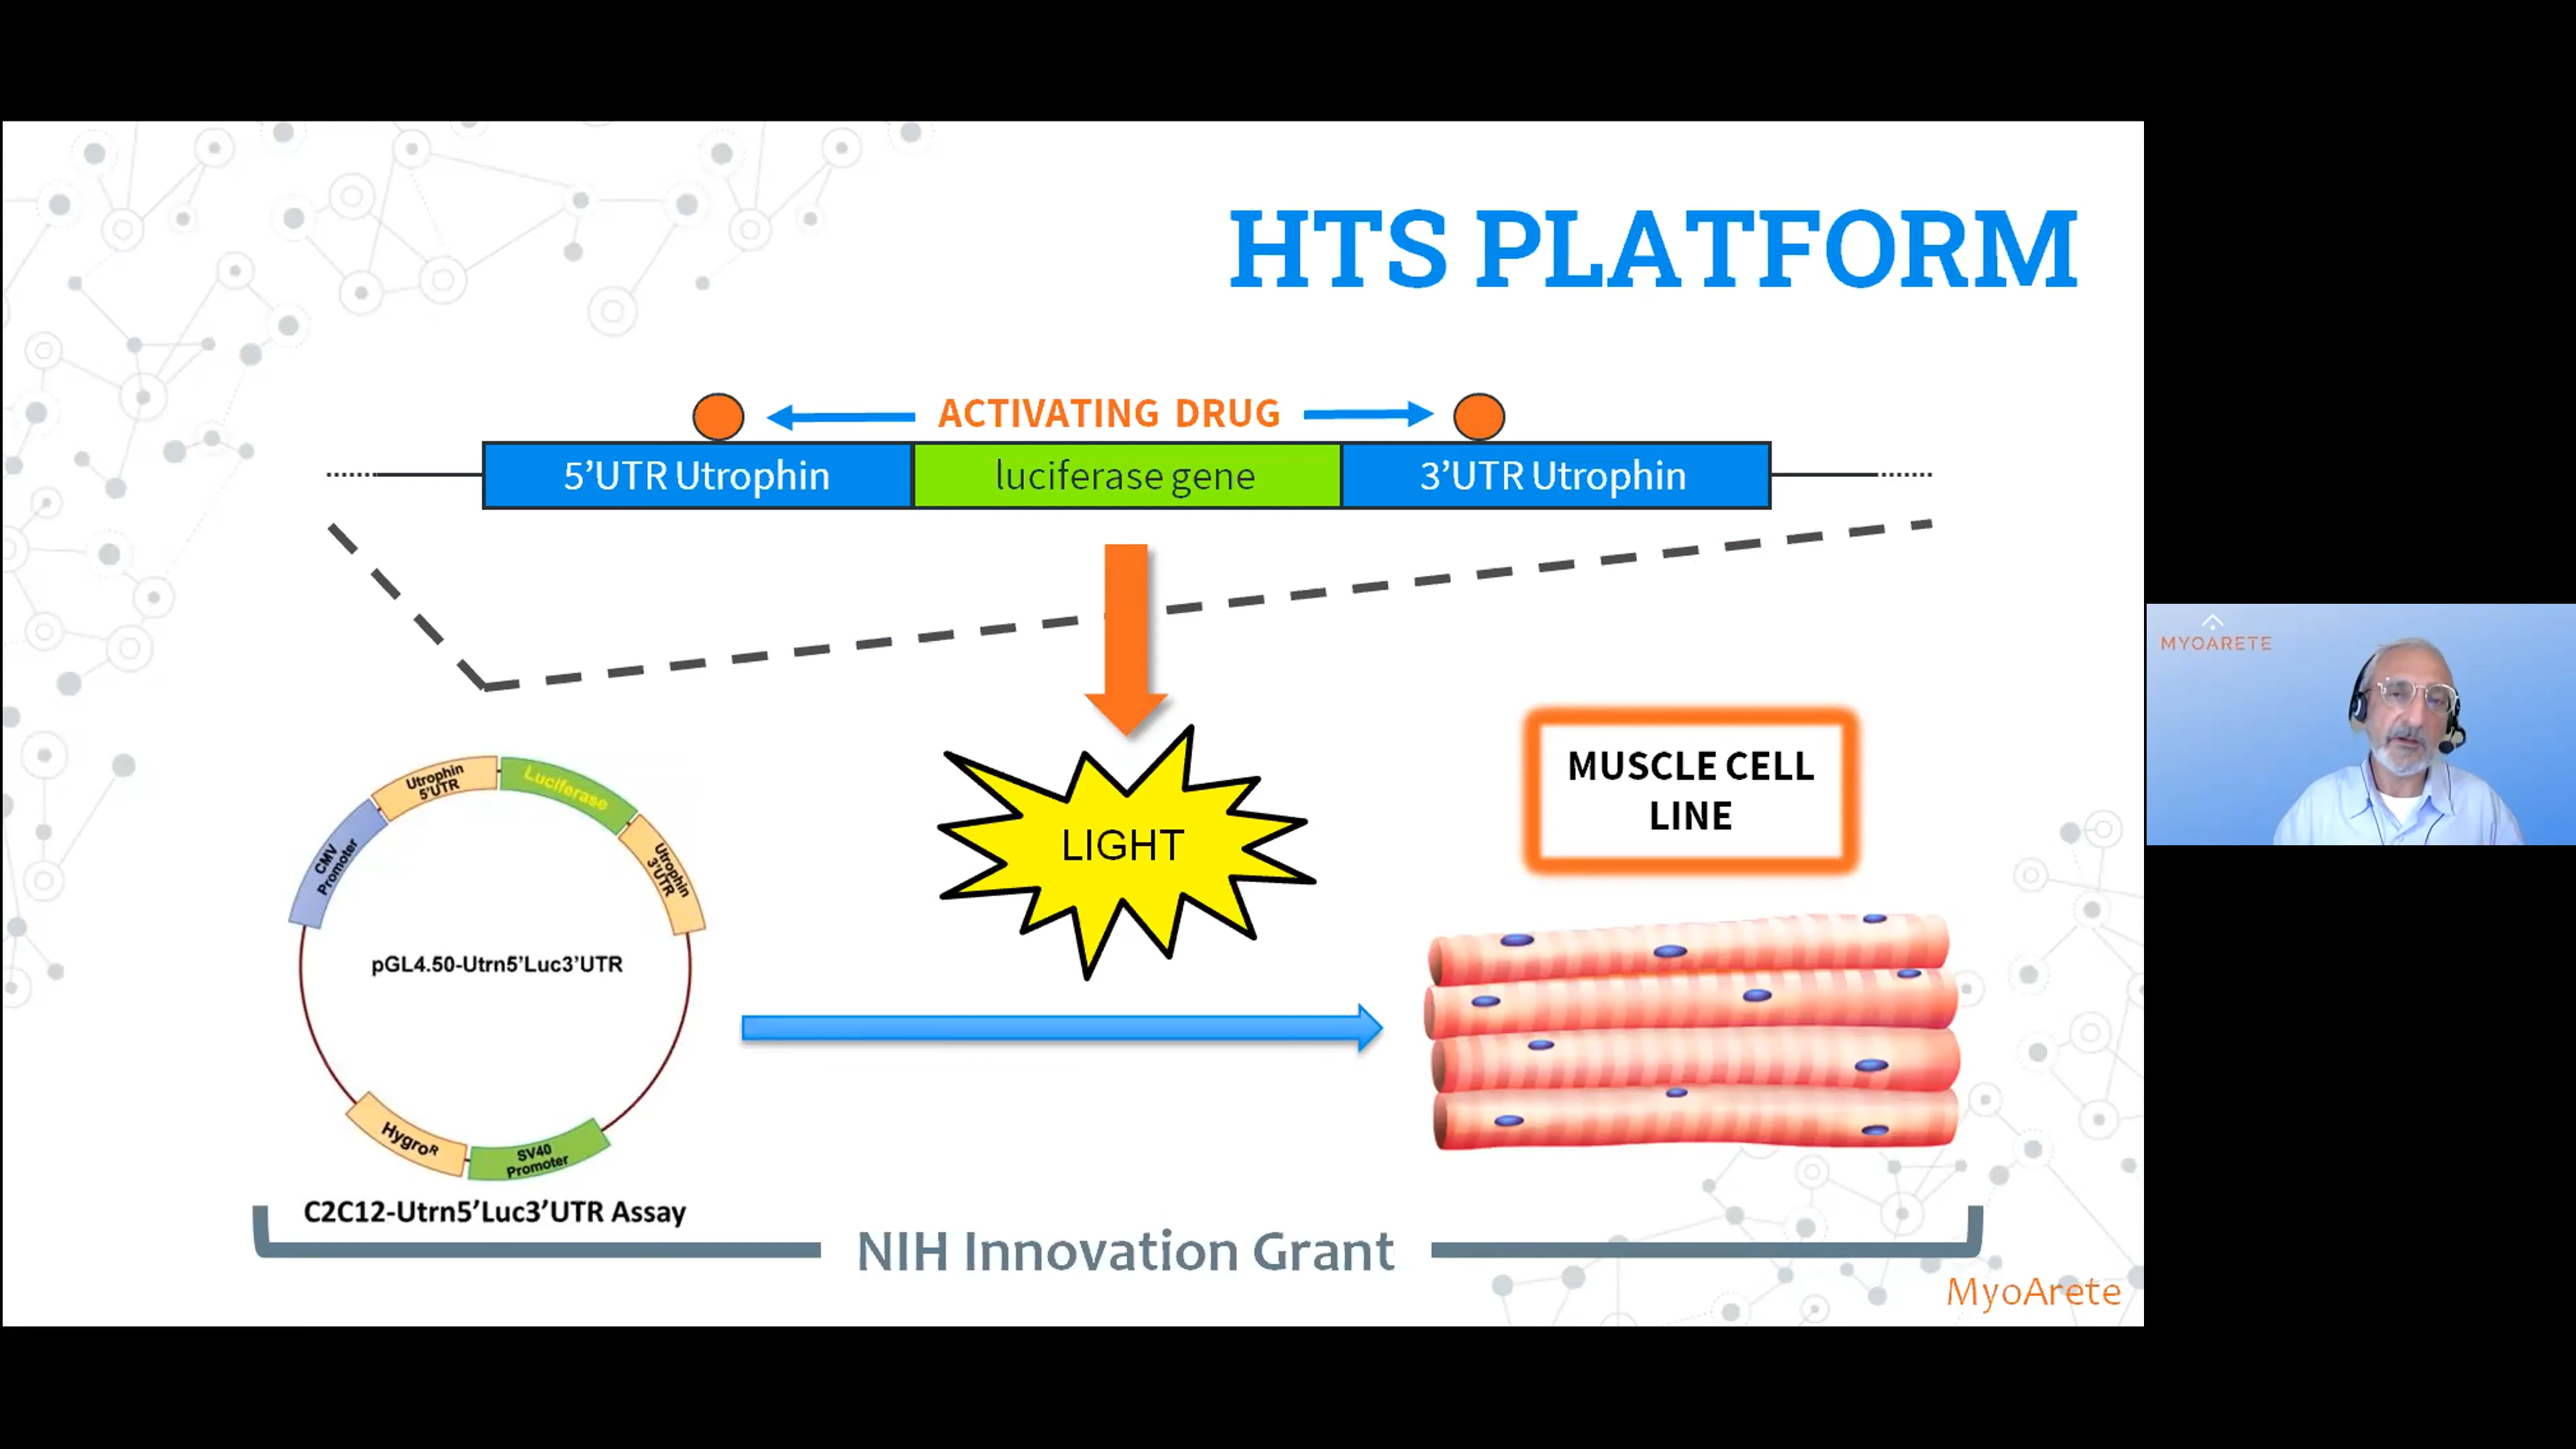 HTS PLATFORM
ACTIVATING DRUG
5’UTR Utrophin
luciferase gene
3’UTR Utrophin
LIGHT
MUSCLE CELL
LINE
Utrophin
5’UTR
Luciferase
CMV
Promoter
Utrophin
3’UTR
pGL4.50-Utrn5’Luc3’UTR
HygroR
SV40
Promoter
C2C12-Utrn5’Luc3’UTR Assay
NIH Innovation Grant
MyoArete
MYOARETE